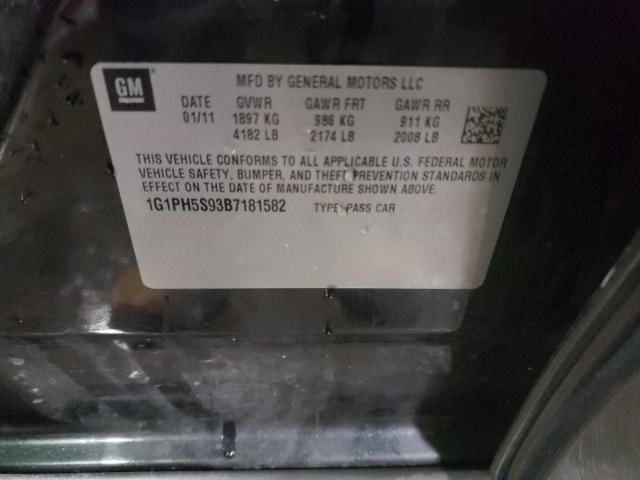 GM
MFD BY GENERAL MOTORS LLC
DATE GVWR GAWR FRT GAWR RR
01/11 1897 KG 986 KG 911 KG
4182 LB 2174 LB 2008 LB
THIS VEHICLE CONFORMS TO ALL APPLICABLE U.S. FEDERAL MOTOR
VEHICLE SAFETY, BUMPER, AND THEFT PREVENTION STANDARDS IN
EFFECT ON THE DATE OF MANUFACTURE SHOWN ABOVE.
1G1PH5S93B7181582 TYPE: PASS CAR